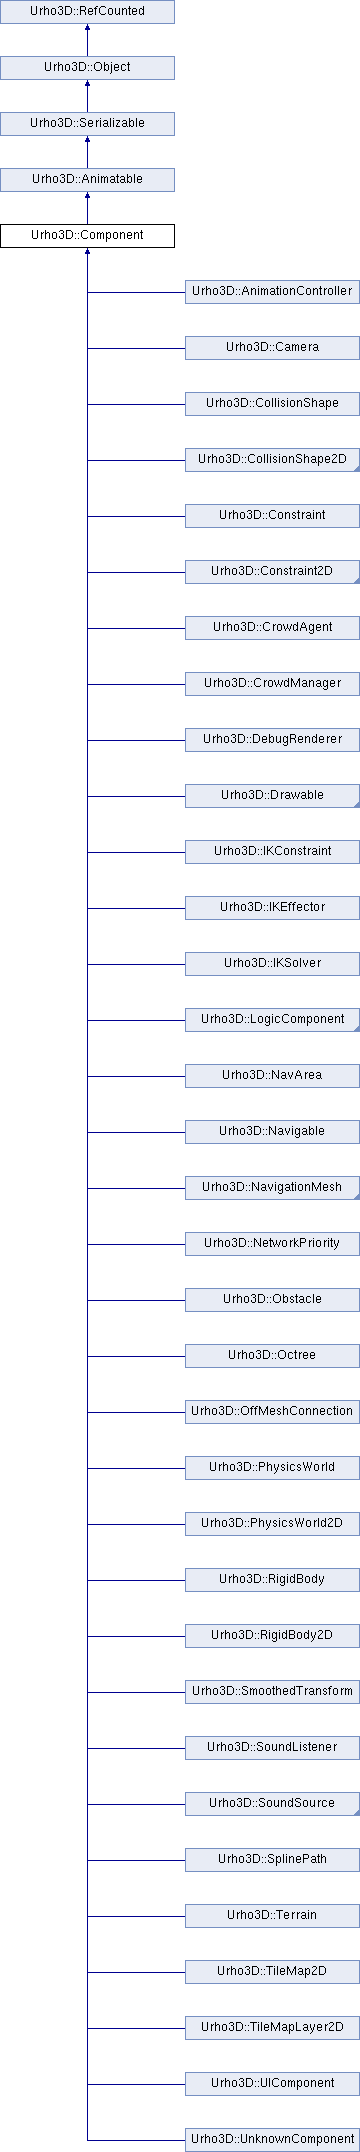 Urho3D::RefCounted
Urho3D::Object
Urho3D::Serializable
Urho3D::Animatable
Urho3D::Component
Urho3D::AnimationController
Urho3D::Camera
Urho3D::CollisionShape
Urho3D::CollisionShape2D
Urho3D::Constraint
Urho3D::Constraint2D
Urho3D::CrowdAgent
Urho3D::CrowdManager
Urho3D::DebugRenderer
Urho3D::Drawable
Urho3D::IKConstraint
Urho3D::IKEffector
Urho3D::IKSolver
Urho3D::LogicComponent
Urho3D::NavArea
Urho3D::Navigable
Urho3D::NavigationMesh
Urho3D::NetworkPriority
Urho3D::Obstacle
Urho3D::Octree
Urho3D::OffMeshConnection
Urho3D::PhysicsWorld
Urho3D::PhysicsWorld2D
Urho3D::RigidBody
Urho3D::RigidBody2D
Urho3D::SmoothedTransform
Urho3D::SoundListener
Urho3D::SoundSource
Urho3D::SplinePath
Urho3D::Terrain
Urho3D::TileMap2D
Urho3D::TileMapLayer2D
Urho3D::UIComponent
Urho3D::UnknownComponent